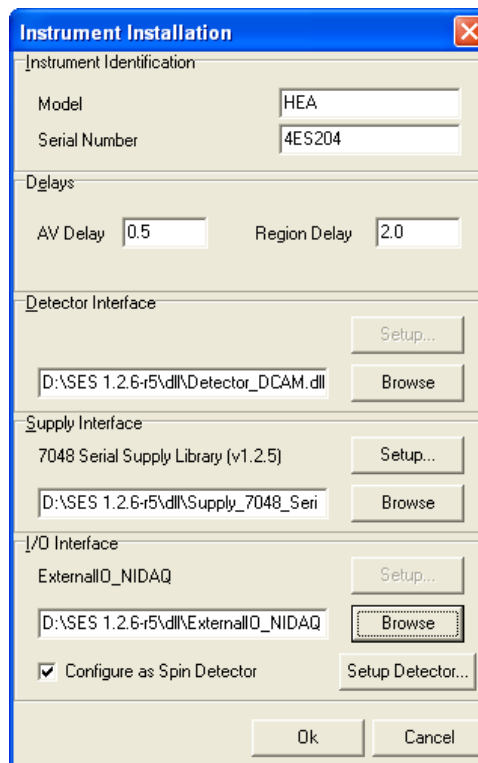 Instrument Installation
Instrument Identification
Model HEA
Serial Number 4ES204
Delays
AV Delay 0.5 Region Delay 2.0
Detector Interface
Setup...
D:\SES 1.2.6-r5\dll\Detector_DCAM.dll Browse
Supply Interface
7048 Serial Supply Library (v1.2.5) Setup...
D:\SES 1.2.6-r5\dll\Supply_7048_Seri Browse
I/O Interface
ExternalIO_NIDAQ Setup...
D:\SES 1.2.6-r5\dll\ExternalIO_NIDAQ Browse
Configure as Spin Detector Setup Detector...
Ok Cancel